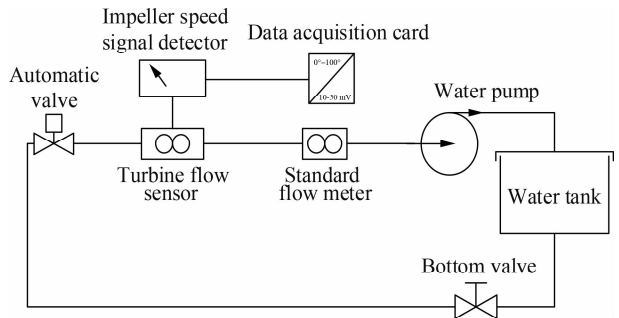 Impeller speed
signal detector
Data acquisition card
0°~100°
10-50 mV
Automatic
valve
Water pump
Turbine flow
sensor
Standard
flow meter
Water tank
Bottom valve